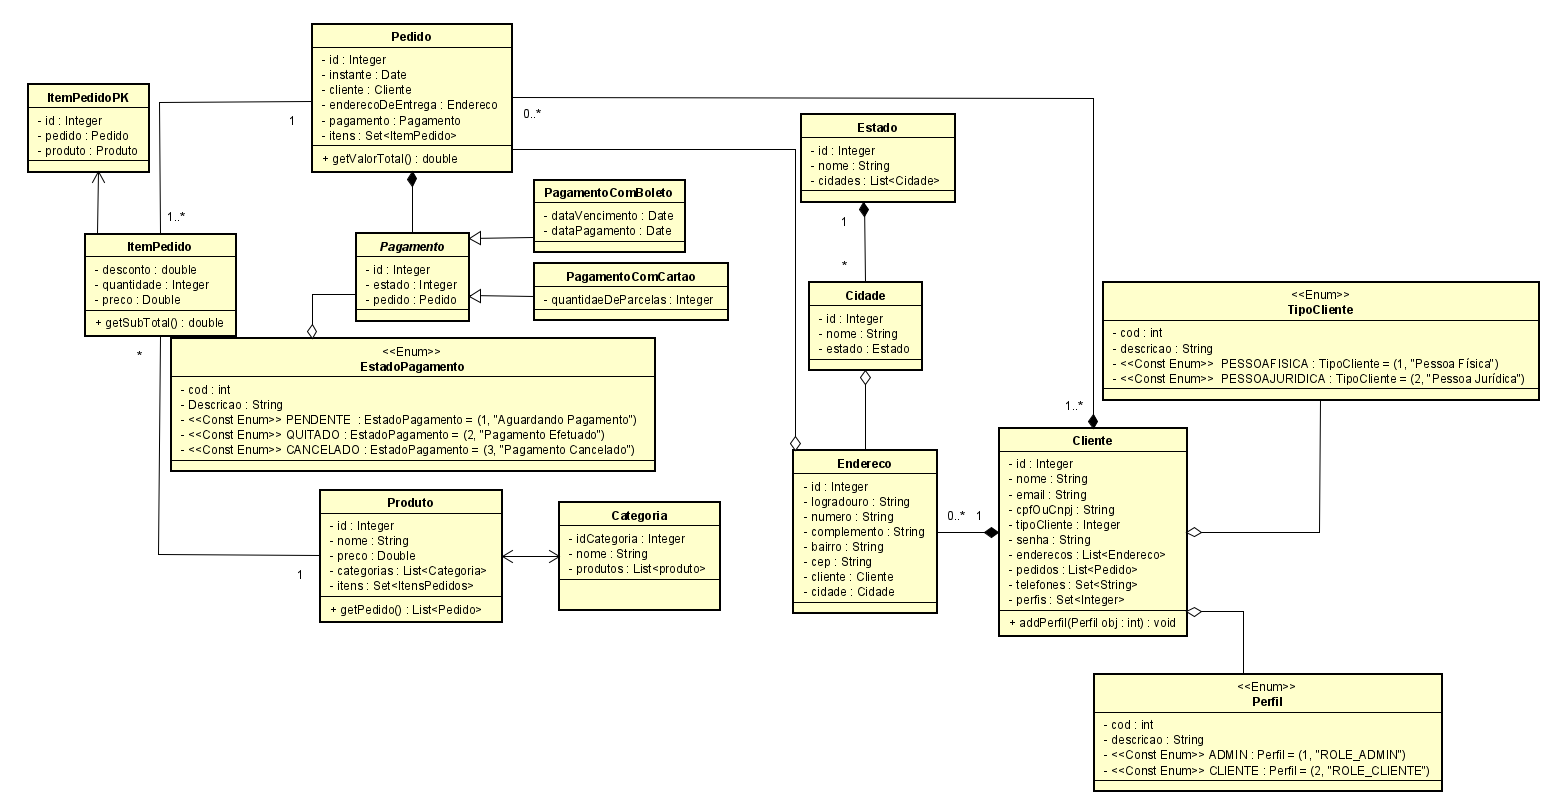 Pedido
- id : Integer
- instante : Date
- cliente : Cliente
- enderecoDeEntrega : Endereco
- pagamento : Pagamento
- itens : Set<ItemPedido>
+ getValorTotal() : double
ItemPedidoPK
- id : Integer
- pedido : Pedido
- produto : Produto
1
0..*
1..*
Estado
- id : Integer
- nome : String
- cidades : List<Cidade>
1
*
PagamentoComBoleto
- dataVencimento : Date
- dataPagamento : Date
ItemPedido
- desconto : double
- quantidade : Integer
- preco : Double
+ getSubTotal() : double
*
Pagamento
- id : Integer
- estado : Integer
- pedido : Pedido
PagamentoComCartao
- quantidaeDeParcelas : Integer
Cidade
- id : Integer
- nome : String
- estado : Estado
<<Enum>>
TipoCliente
- cod : int
- descricao : String
- <<Const Enum>> PESSOAFISICA : TipoCliente = (1, "Pessoa Física")
- <<Const Enum>> PESSOAJURIDICA : TipoCliente = (2, "Pessoa Jurídica")
<<Enum>>
EstadoPagamento
- cod : int
- Descricao : String
- <<Const Enum>> PENDENTE : EstadoPagamento = (1, "Aguardando Pagamento")
- <<Const Enum>> QUITADO : EstadoPagamento = (2, "Pagamento Efetuado")
- <<Const Enum>> CANCELADO : EstadoPagamento = (3, "Pagamento Cancelado")
1..*
Cliente
- id : Integer
- nome : String
- email : String
- cpfOuCnpj : String
- tipoCliente : Integer
- senha : String
- enderecos : List<Endereco>
- pedidos : List<Pedido>
- telefones : Set<String>
- perfis : Set<Integer>
+ addPerfil(Perfil obj : int) : void
Endereco
- id : Integer
- logradouro : String
- numero : String
- complemento : String
- bairro : String
- cep : String
- cliente : Cliente
- cidade : Cidade
0..* 1
Produto
- id : Integer
- nome : String
- preco : Double
- categorias : List<Categoria>
- itens : Set<ItensPedidos>
+ getPedido() : List<Pedido>
1
Categoria
- idCategoria : Integer
- nome : String
- produtos : List<produto>
<<Enum>>
Perfil
- cod : int
- descricao : String
- <<Const Enum>> ADMIN : Perfil = (1, "ROLE_ADMIN")
- <<Const Enum>> CLIENTE : Perfil = (2, "ROLE_CLIENTE")